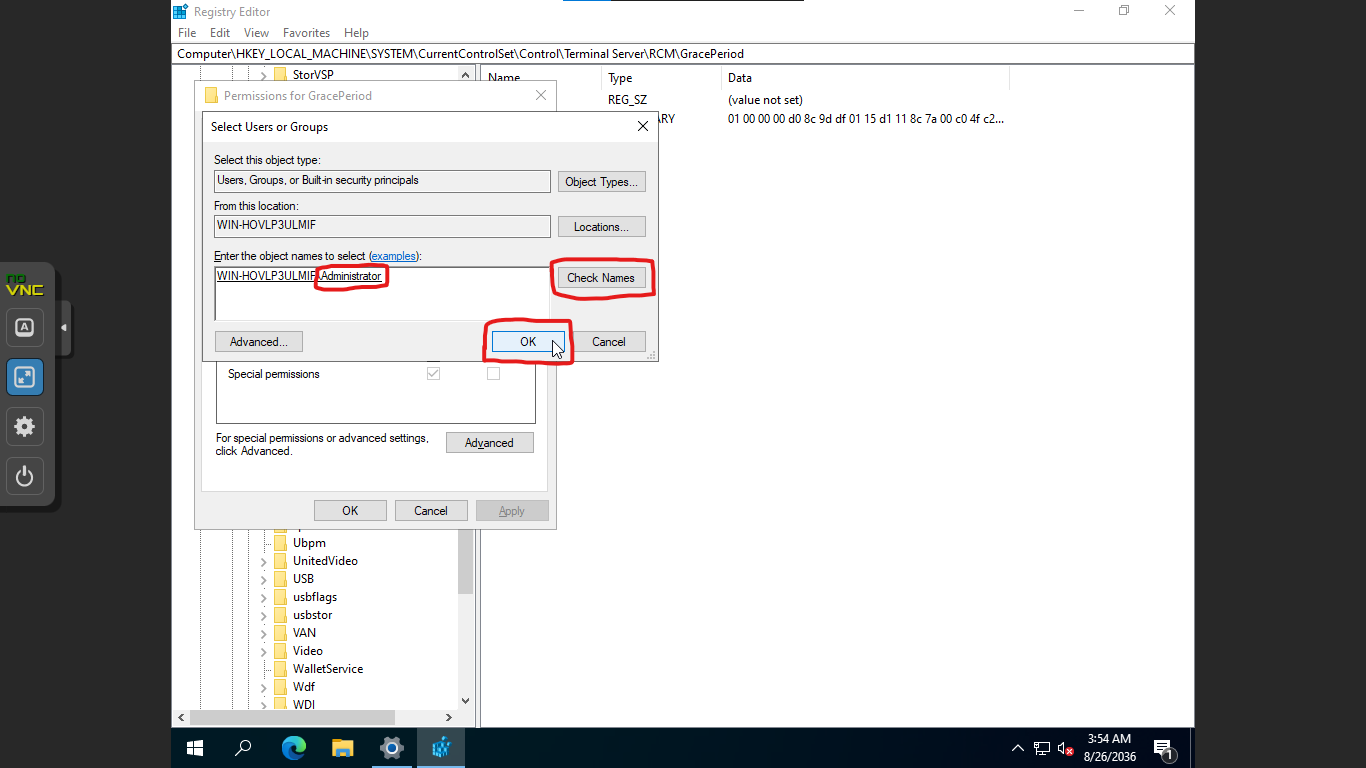 Registry Editor
File Edit View Favorites Help
Computer\HKEY_LOCAL_MACHINE\SYSTEM\CurrentControlSet\Control\Terminal Server\RCM\GracePeriod
StorVSP
Name Type Data
Permissions for GracePeriod
REG_SZ (value not set)
ARY 01 00 00 00 d0 8c 9d df 01 15 d1 11 8c 7a 00 c0 4f c2...
Select Users or Groups
Select this object type:
Users, Groups, or Built-in security principals
Object Types...
From this location:
WIN-HOVLP3ULMIF
Locations...
Enter the object names to select (examples):
WIN-HOVLP3ULMIF\Administrator
Check Names
Advanced...
OK
Cancel
Special permissions
For special permissions or advanced settings,
click Advanced.
Advanced
OK
Cancel
Apply
Ubpm
UnitedVideo
USB
usbflags
usbstor
VAN
Video
WalletService
Wdf
WDI
no
VNC
A
3:54 AM
8/26/2036
1